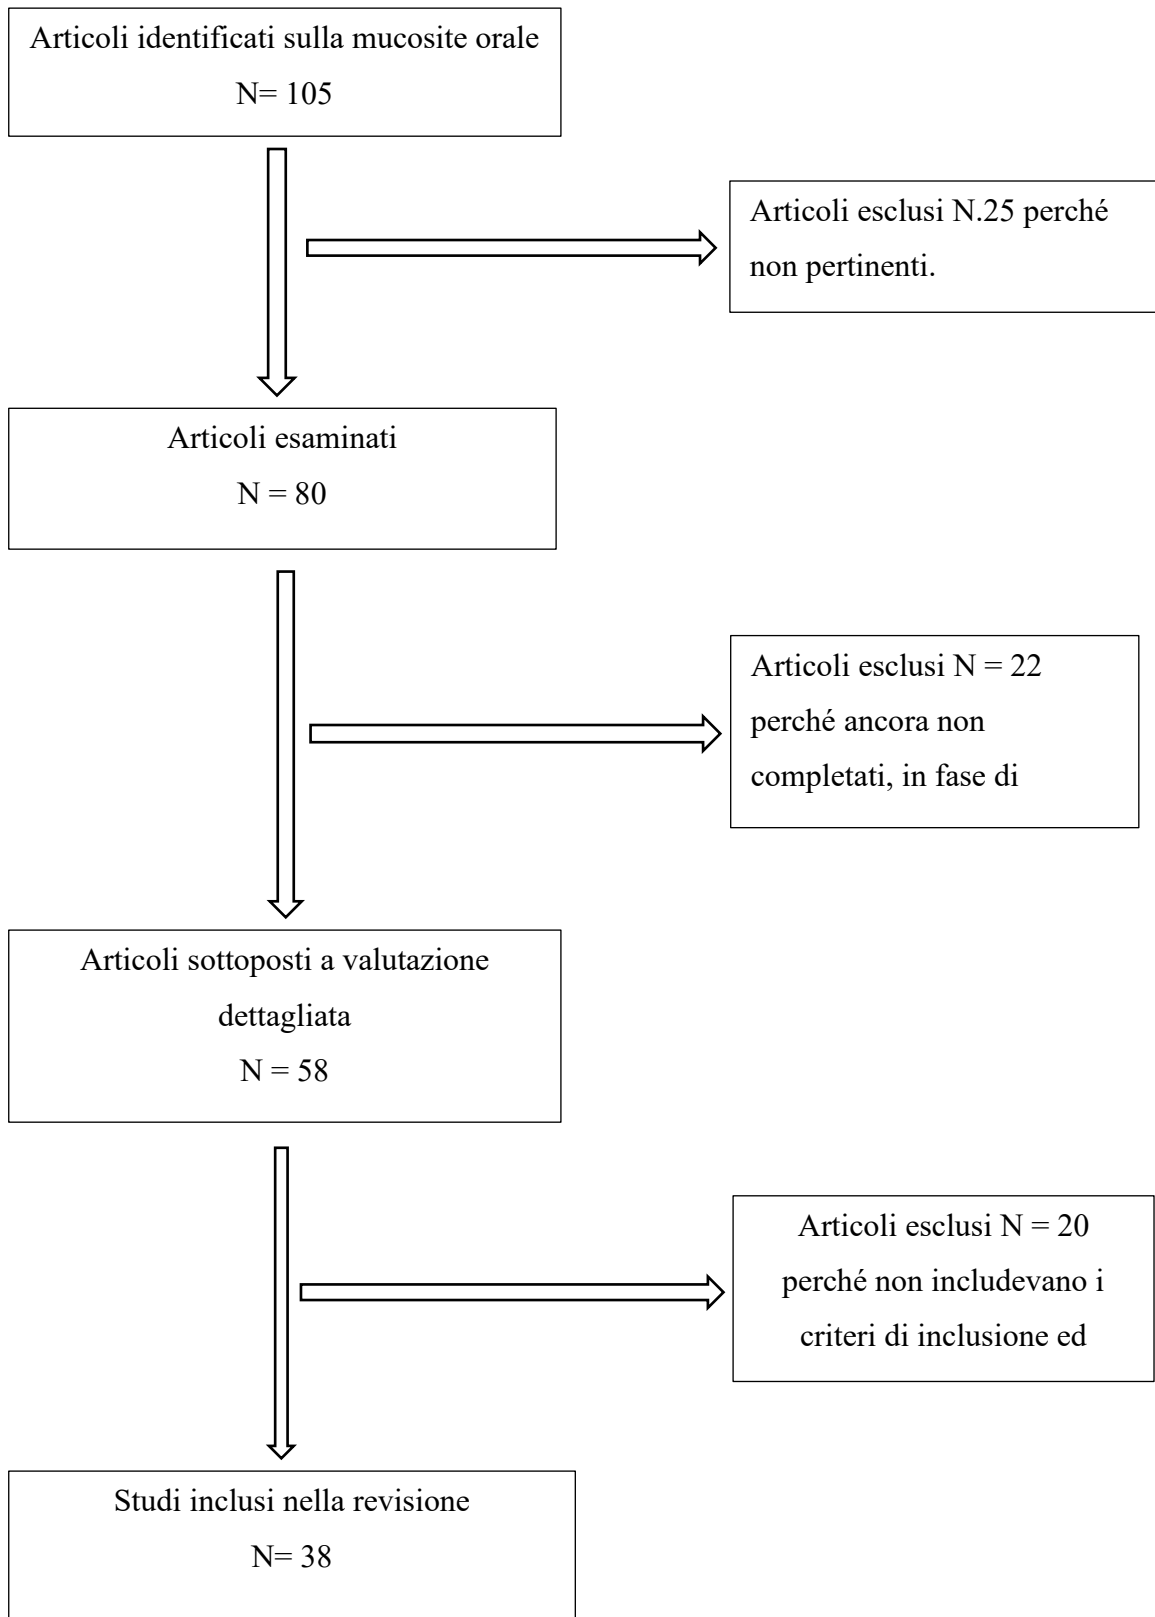 Articoli identificati sulla mucosite orale
N= 105
Articoli esclusi N.25 perché
non pertinenti.
Articoli esaminati
N = 80
Articoli esclusi N = 22
perché ancora non
completati, in fase di
Articoli sottoposti a valutazione
dettagliata
N = 58
Articoli esclusi N = 20
perché non includevano i
criteri di inclusione ed
Studi inclusi nella revisione
N= 38